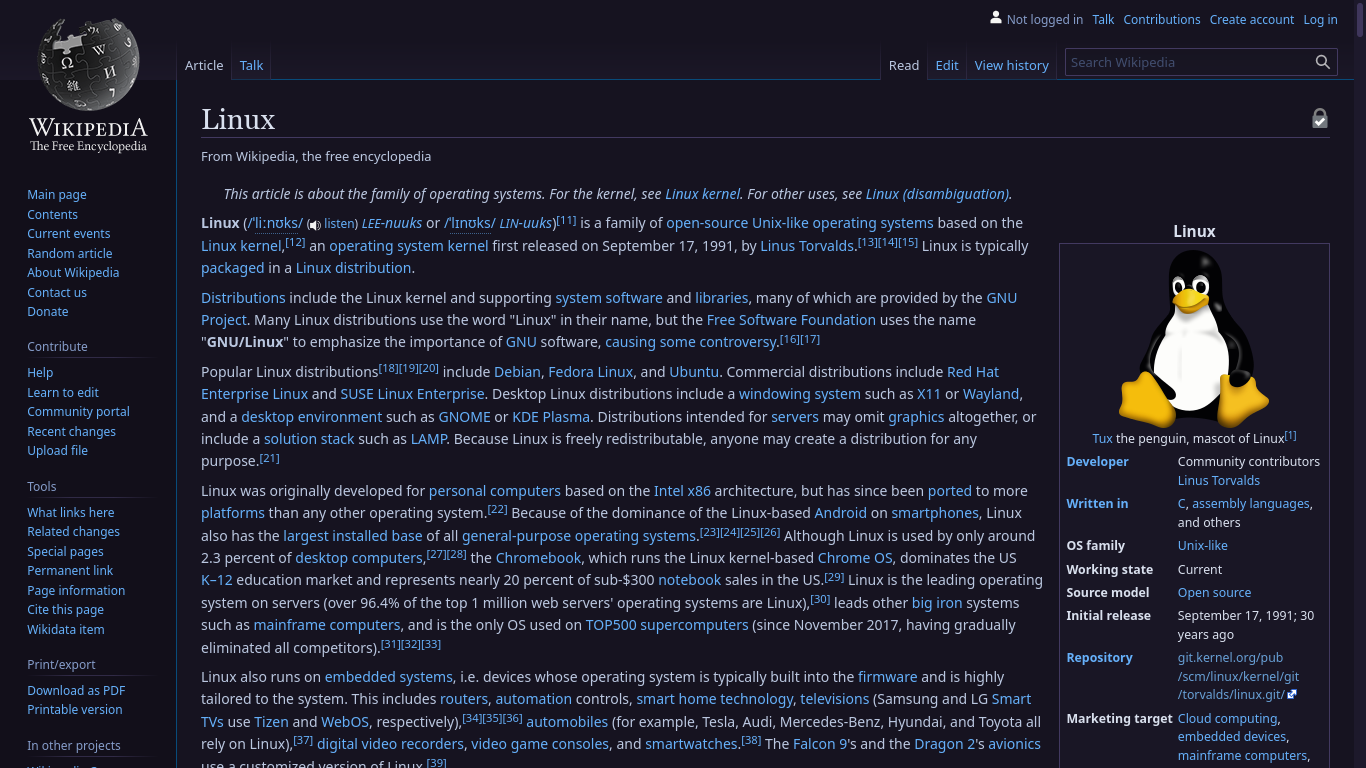 Not logged in Talk Contributions Create account Log in
Article Talk Read Edit View history Search Wikipedia
WIKIPEDIA
The Free Encyclopedia
Main page
Contents
Current events
Random article
About Wikipedia
Contact us
Donate
Contribute
Help
Learn to edit
Community portal
Recent changes
Upload file
Tools
What links here
Related changes
Special pages
Permanent link
Page information
Cite this page
Wikidata item
Print/export
Download as PDF
Printable version
In other projects
Linux
From Wikipedia, the free encyclopedia
This article is about the family of operating systems. For the kernel, see Linux kernel. For other uses, see Linux (disambiguation).
Linux (/ˈliːnʊks/ (listen) LEE-nuuks or /ˈlɪnʊks/ LIN-uuks)[11] is a family of open-source Unix-like operating systems based on the
Linux kernel,[12] an operating system kernel first released on September 17, 1991, by Linus Torvalds.[13][14][15] Linux is typically
packaged in a Linux distribution.
Distributions include the Linux kernel and supporting system software and libraries, many of which are provided by the GNU
Project. Many Linux distributions use the word "Linux" in their name, but the Free Software Foundation uses the name
"GNU/Linux" to emphasize the importance of GNU software, causing some controversy.[16][17]
Popular Linux distributions[18][19][20] include Debian, Fedora Linux, and Ubuntu. Commercial distributions include Red Hat
Enterprise Linux and SUSE Linux Enterprise. Desktop Linux distributions include a windowing system such as X11 or Wayland,
and a desktop environment such as GNOME or KDE Plasma. Distributions intended for servers may omit graphics altogether, or
include a solution stack such as LAMP. Because Linux is freely redistributable, anyone may create a distribution for any
purpose.[21]
Linux was originally developed for personal computers based on the Intel x86 architecture, but has since been ported to more
platforms than any other operating system.[22] Because of the dominance of the Linux-based Android on smartphones, Linux
also has the largest installed base of all general-purpose operating systems.[23][24][25][26] Although Linux is used by only around
2.3 percent of desktop computers,[27][28] the Chromebook, which runs the Linux kernel-based Chrome OS, dominates the US
K–12 education market and represents nearly 20 percent of sub-$300 notebook sales in the US.[29] Linux is the leading operating
system on servers (over 96.4% of the top 1 million web servers' operating systems are Linux),[30] leads other big iron systems
such as mainframe computers, and is the only OS used on TOP500 supercomputers (since November 2017, having gradually
eliminated all competitors).[31][32][33]
Linux also runs on embedded systems, i.e. devices whose operating system is typically built into the firmware and is highly
tailored to the system. This includes routers, automation controls, smart home technology, televisions (Samsung and LG Smart
TVs use Tizen and WebOS, respectively),[34][35][36] automobiles (for example, Tesla, Audi, Mercedes-Benz, Hyundai, and Toyota all
rely on Linux),[37] digital video recorders, video game consoles, and smartwatches.[38] The Falcon 9's and the Dragon 2's avionics
use a customized version of Linux.[39]
Linux
Tux the penguin, mascot of Linux[1]
Developer Community contributors
Linus Torvalds
Written in C, assembly languages,
and others
OS family Unix-like
Working state Current
Source model Open source
Initial release September 17, 1991; 30
years ago
Repository git.kernel.org/pub
/scm/linux/kernel/git
/torvalds/linux.git/
Marketing target Cloud computing,
embedded devices,
mainframe computers,